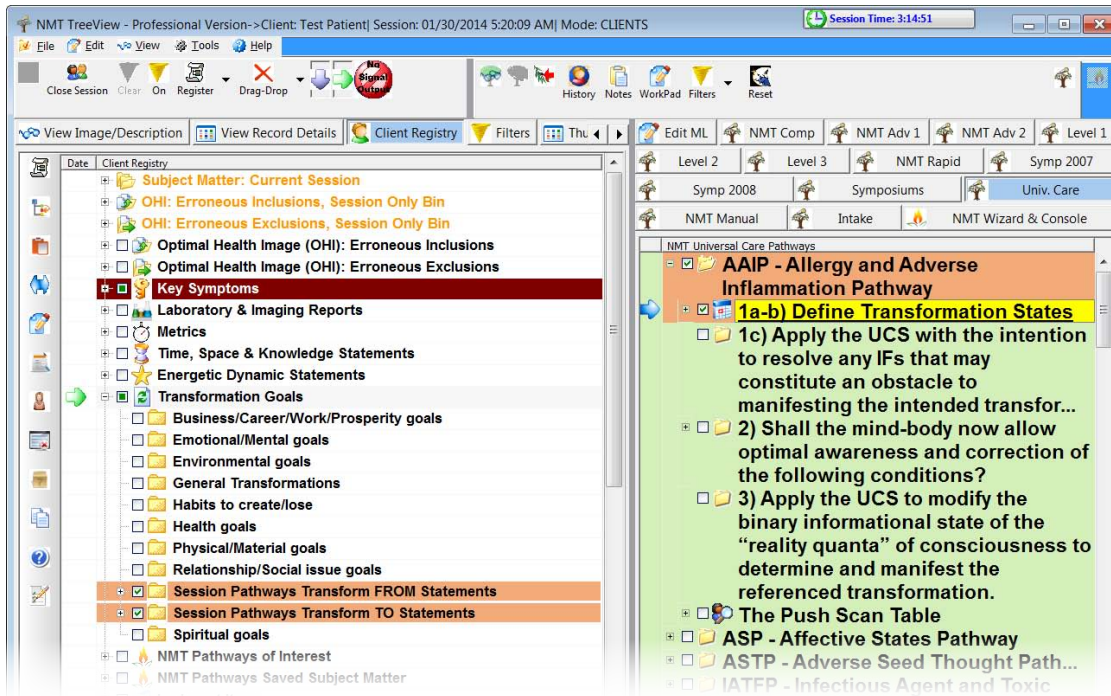 NMT TreeView - Professional Version->Client: Test Patient| Session: 01/30/2014 5:20:09 AM| Mode: CLIENTS
Session Time: 3:14:51
File Edit View Tools Help
No Signal Output
Close Session Clear On Register Drag-Drop
History Notes WorkPad Filters Reset
View Image/Description View Record Details Client Registry Filters Thu
Edit ML NMT Comp NMT Adv 1 NMT Adv 2 Level 1
Level 2 Level 3 NMT Rapid Symp 2007
Symp 2008 Symposiums Univ. Care
NMT Manual Intake NMT Wizard & Console
Date Client Registry
Subject Matter: Current Session
OHI: Erroneous Inclusions, Session Only Bin
OHI: Erroneous Exclusions, Session Only Bin
Optimal Health Image (OHI): Erroneous Inclusions
Optimal Health Image (OHI): Erroneous Exclusions
Key Symptoms
Laboratory & Imaging Reports
Metrics
Time, Space & Knowledge Statements
Energetic Dynamic Statements
Transformation Goals
Business/Career/Work/Prosperity goals
Emotional/Mental goals
Environmental goals
General Transformations
Habits to create/lose
Health goals
Physical/Material goals
Relationship/Social issue goals
Session Pathways Transform FROM Statements
Session Pathways Transform TO Statements
Spiritual goals
NMT Pathways of Interest
NMT Pathways Saved Subject Matter
NMT Universal Care Pathways
AAIP - Allergy and Adverse
Inflammation Pathway
1a-b) Define Transformation States
1c) Apply the UCS with the intention
to resolve any IFs that may
constitute an obstacle to
manifesting the intended transfor...
2) Shall the mind-body now allow
optimal awareness and correction of
the following conditions?
3) Apply the UCS to modify the
binary informational state of the
“reality quanta” of consciousness to
determine and manifest the
referenced transformation.
The Push Scan Table
ASP - Affective States Pathway
ASTP - Adverse Seed Thought Path...
IATFP - Infectious Agent and Toxic